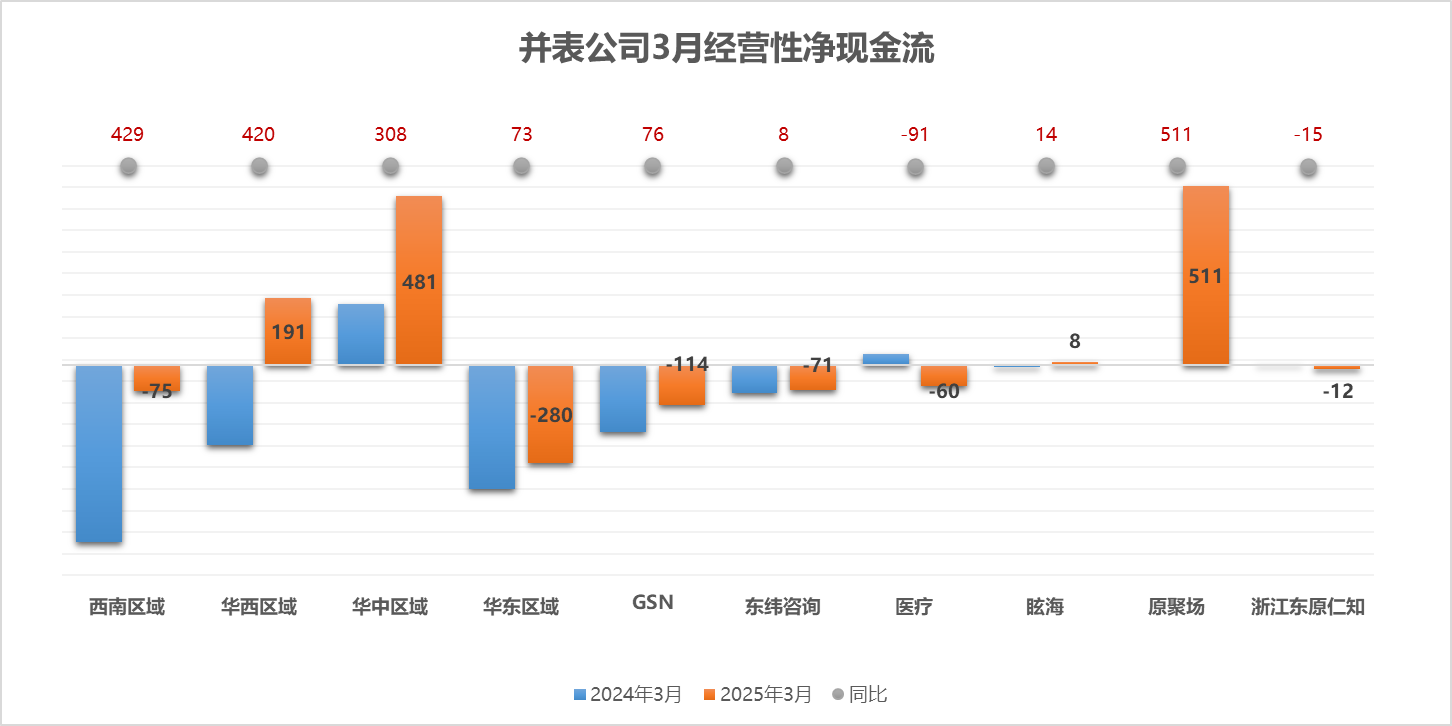 并表公司3月经营性净现金流
429 420 308 73 76 8 -91 14 511 -15
-75 191 481 -280 -114 -71 -60 8 511 -12
西南区域 华西区域 华中区域 华东区域 GSN 东纬咨询 医疗 眩海 原聚场 浙江东原仁知
2024年3月 2025年3月 同比